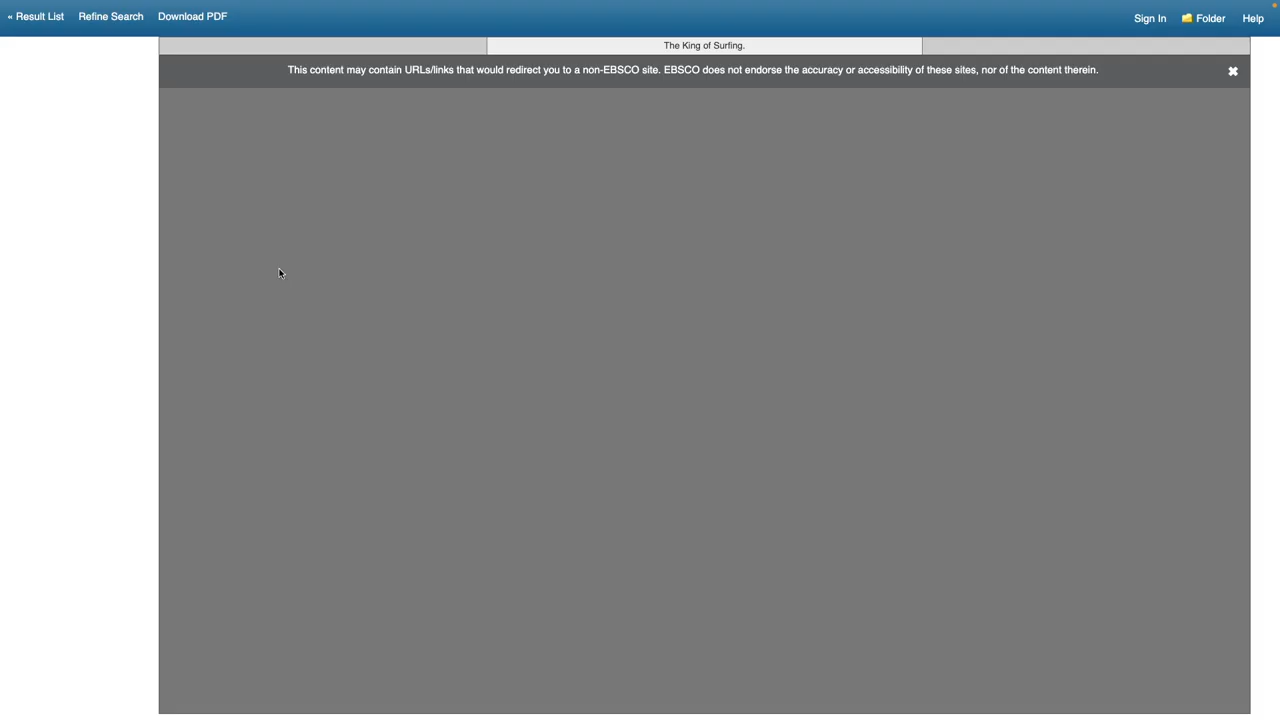 « Result List Refine Search Download PDF Sign In Folder Help
The King of Surfing.
This content may contain URLs/links that would redirect you to a non-EBSCO site. EBSCO does not endorse the accuracy or accessibility of these sites, nor of the content therein. ✖